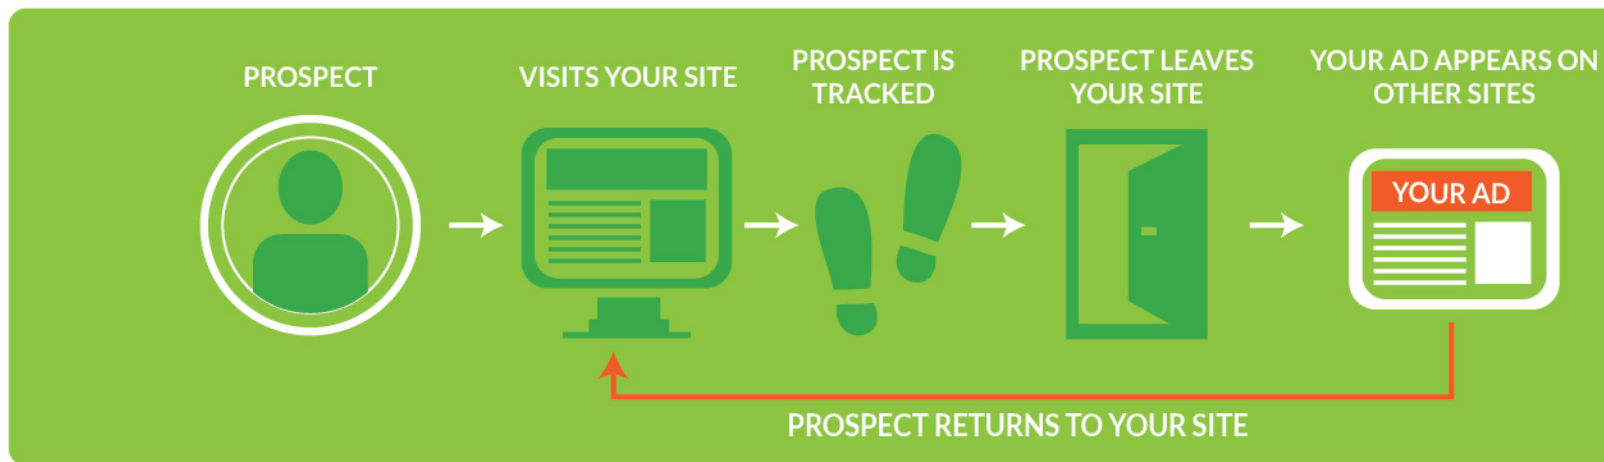 PROSPECT
VISITS YOUR SITE
PROSPECT IS
TRACKED
PROSPECT LEAVES
YOUR SITE
YOUR AD APPEARS ON
OTHER SITES
YOUR AD
PROSPECT RETURNS TO YOUR SITE